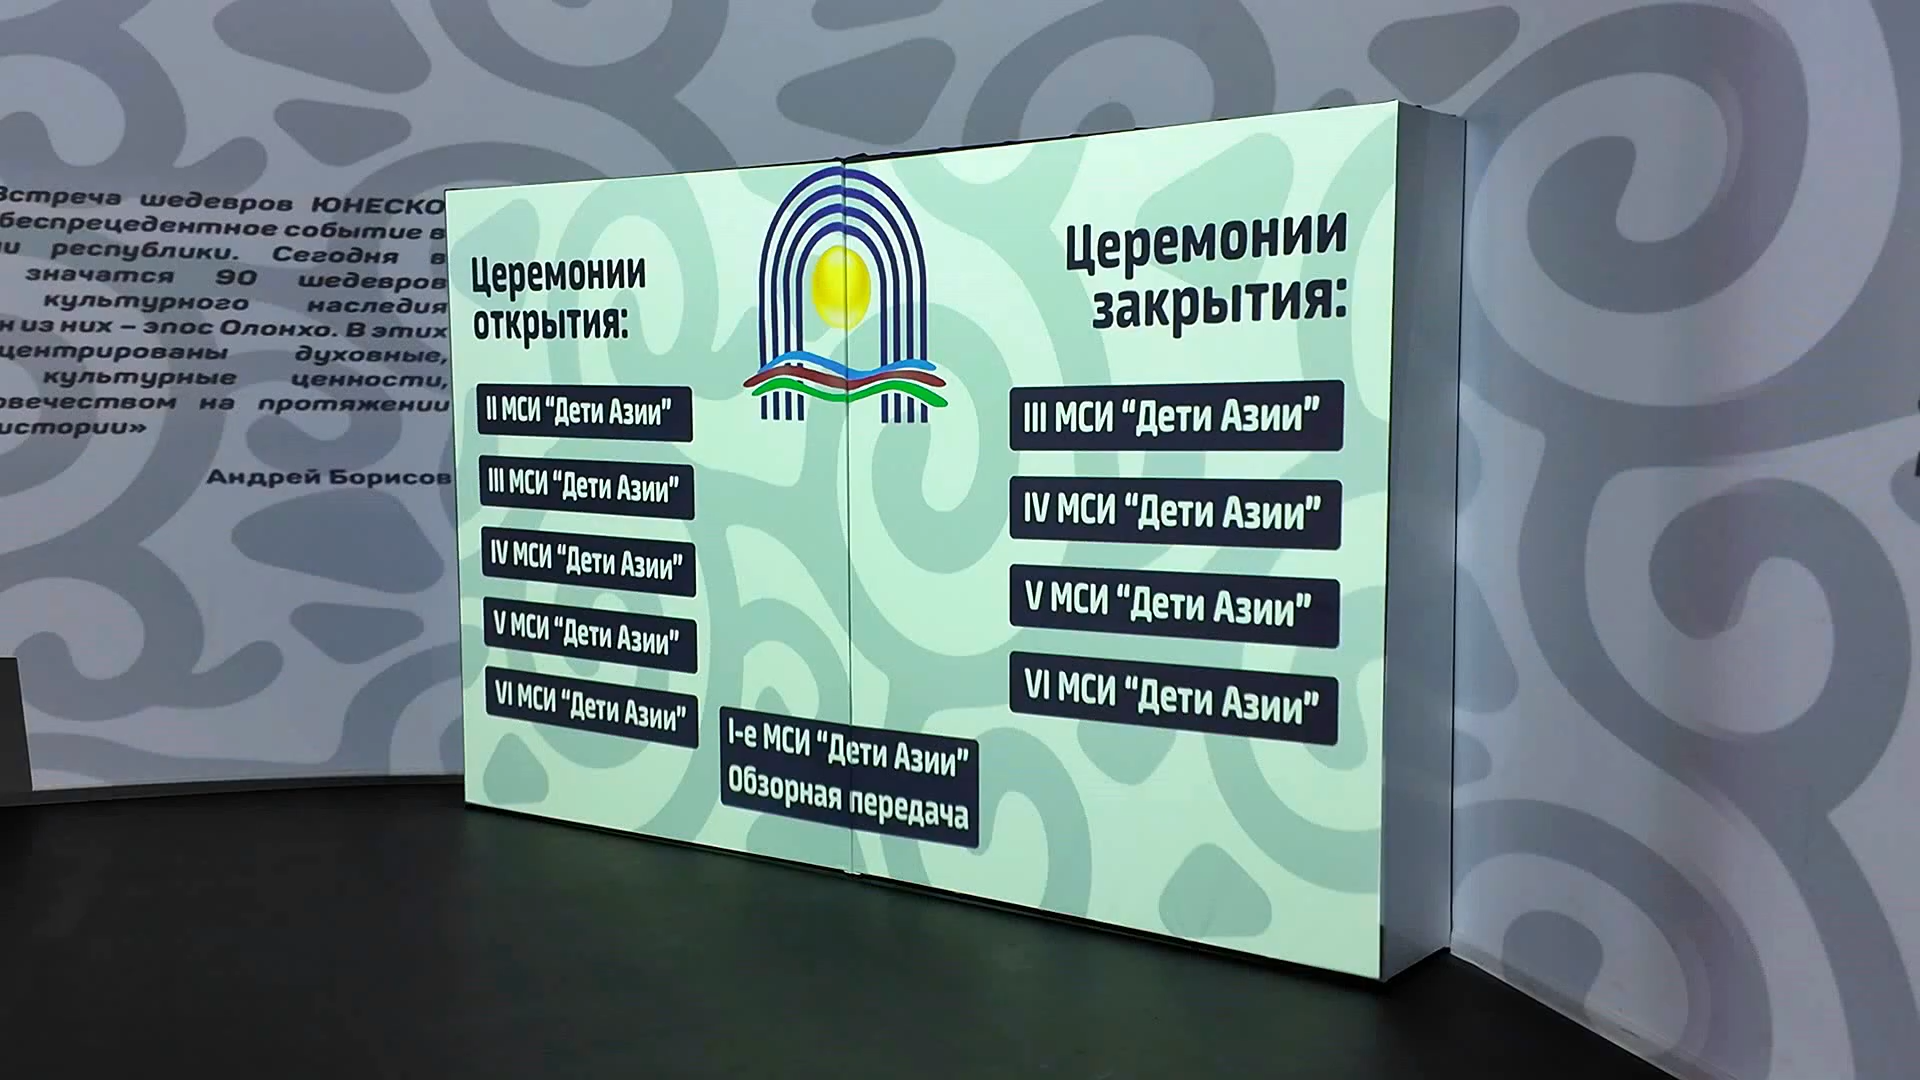 Встреча шедевров ЮНЕСКО
беспрецедентное событие в
республики. Сегодня в
значатся 90 шедевров
культурного наследия
из них – эпос Олонхо. В этих
духовные,
культурные ценности,
на протяжении
истории»
Андрей Борисов
Церемонии
открытия:
II МСИ “Дети Азии”
III МСИ “Дети Азии”
IV МСИ “Дети Азии”
V МСИ “Дети Азии”
VI МСИ “Дети Азии”
I-е МСИ “Дети Азии”
Обзорная передача
Церемонии
закрытия:
III МСИ “Дети Азии”
IV МСИ “Дети Азии”
V МСИ “Дети Азии”
VI МСИ “Дети Азии”